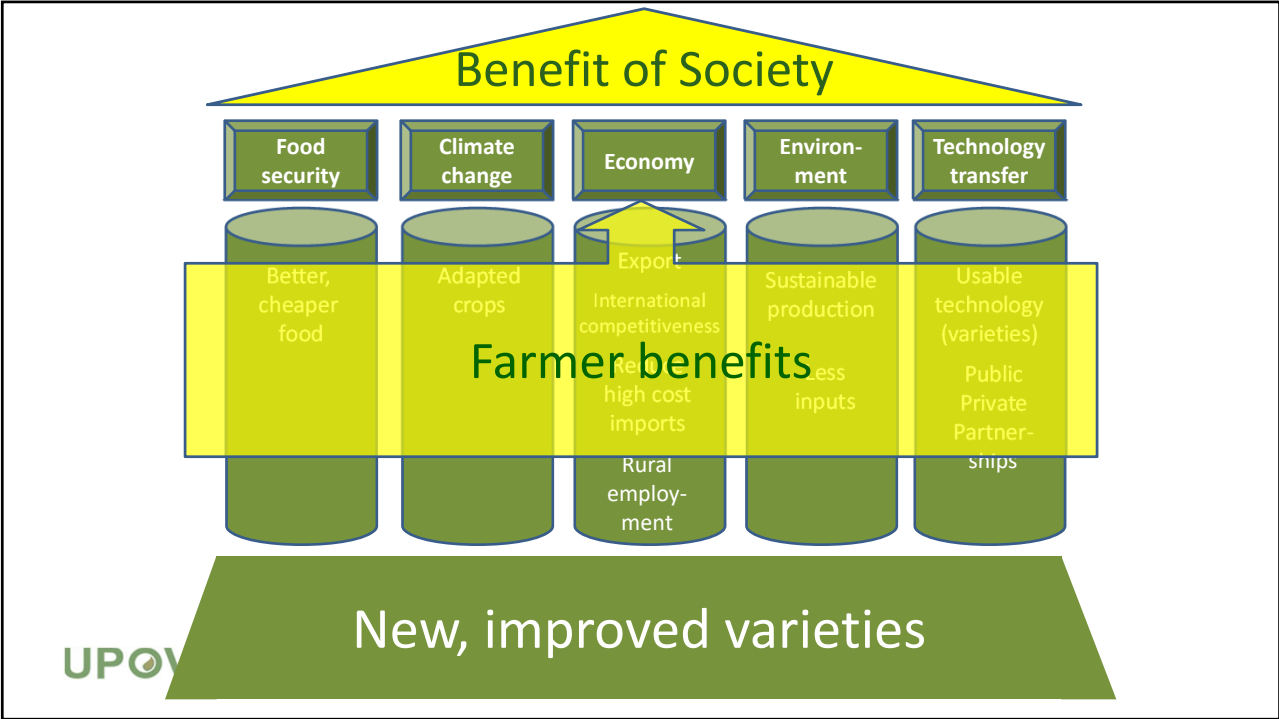 Benefit of Society
Food
security
Climate
change
Economy
Environ-
ment
Technology
transfer
Better,
cheaper
food
Adapted
crops
Export
International
competitiveness
Reduce
high cost
imports
Rural
employ-
ment
Sustainable
production
Less
inputs
Usable
technology
(varieties)
Public
Private
Partner-
ships
Farmer benefits
New, improved varieties
UPOV